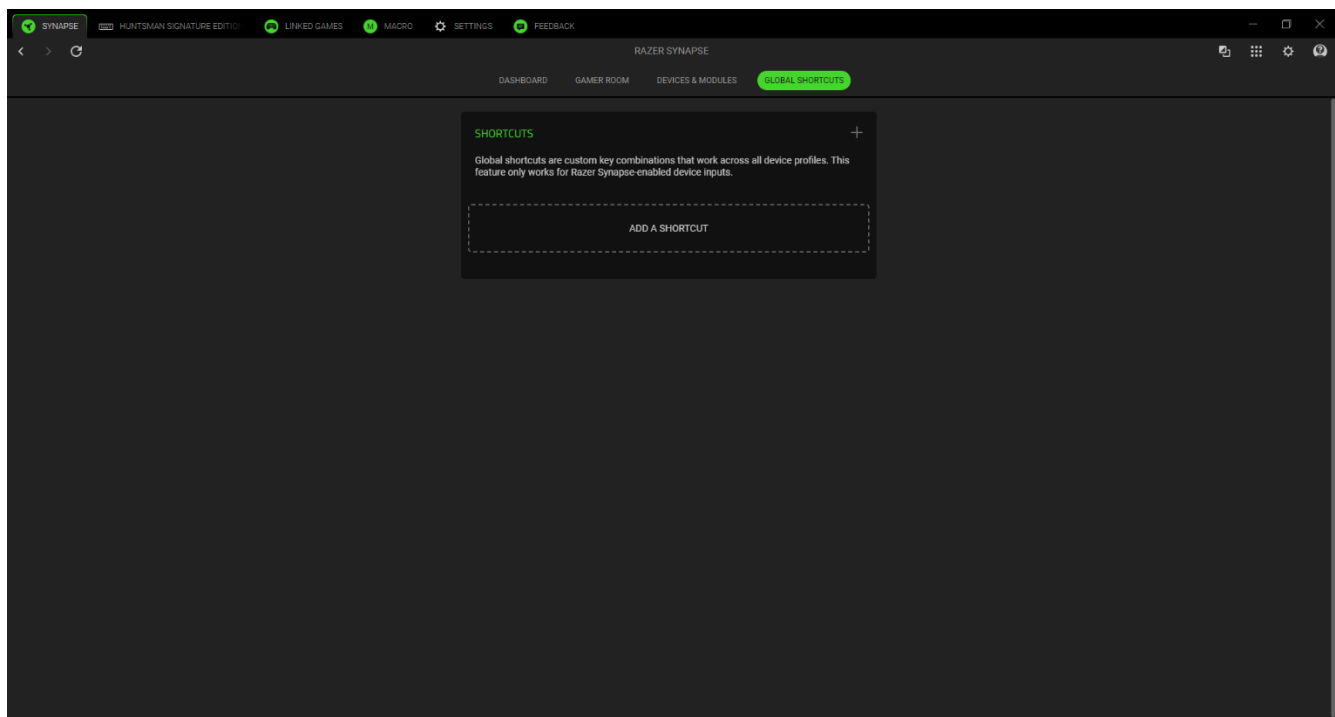 SYNAPSE
HUNTSMAN SIGNATURE EDITIO
LINKED GAMES
M
MACRO
SETTINGS
FEEDBACK
RAZER SYNAPSE
DASHBOARD
GAMER ROOM
DEVICES & MODULES
GLOBAL SHORTCUTS
SHORTCUTS
Global shortcuts are custom key combinations that work across all device profiles. This
feature only works for Razer Synapse-enabled device inputs.
ADD A SHORTCUT